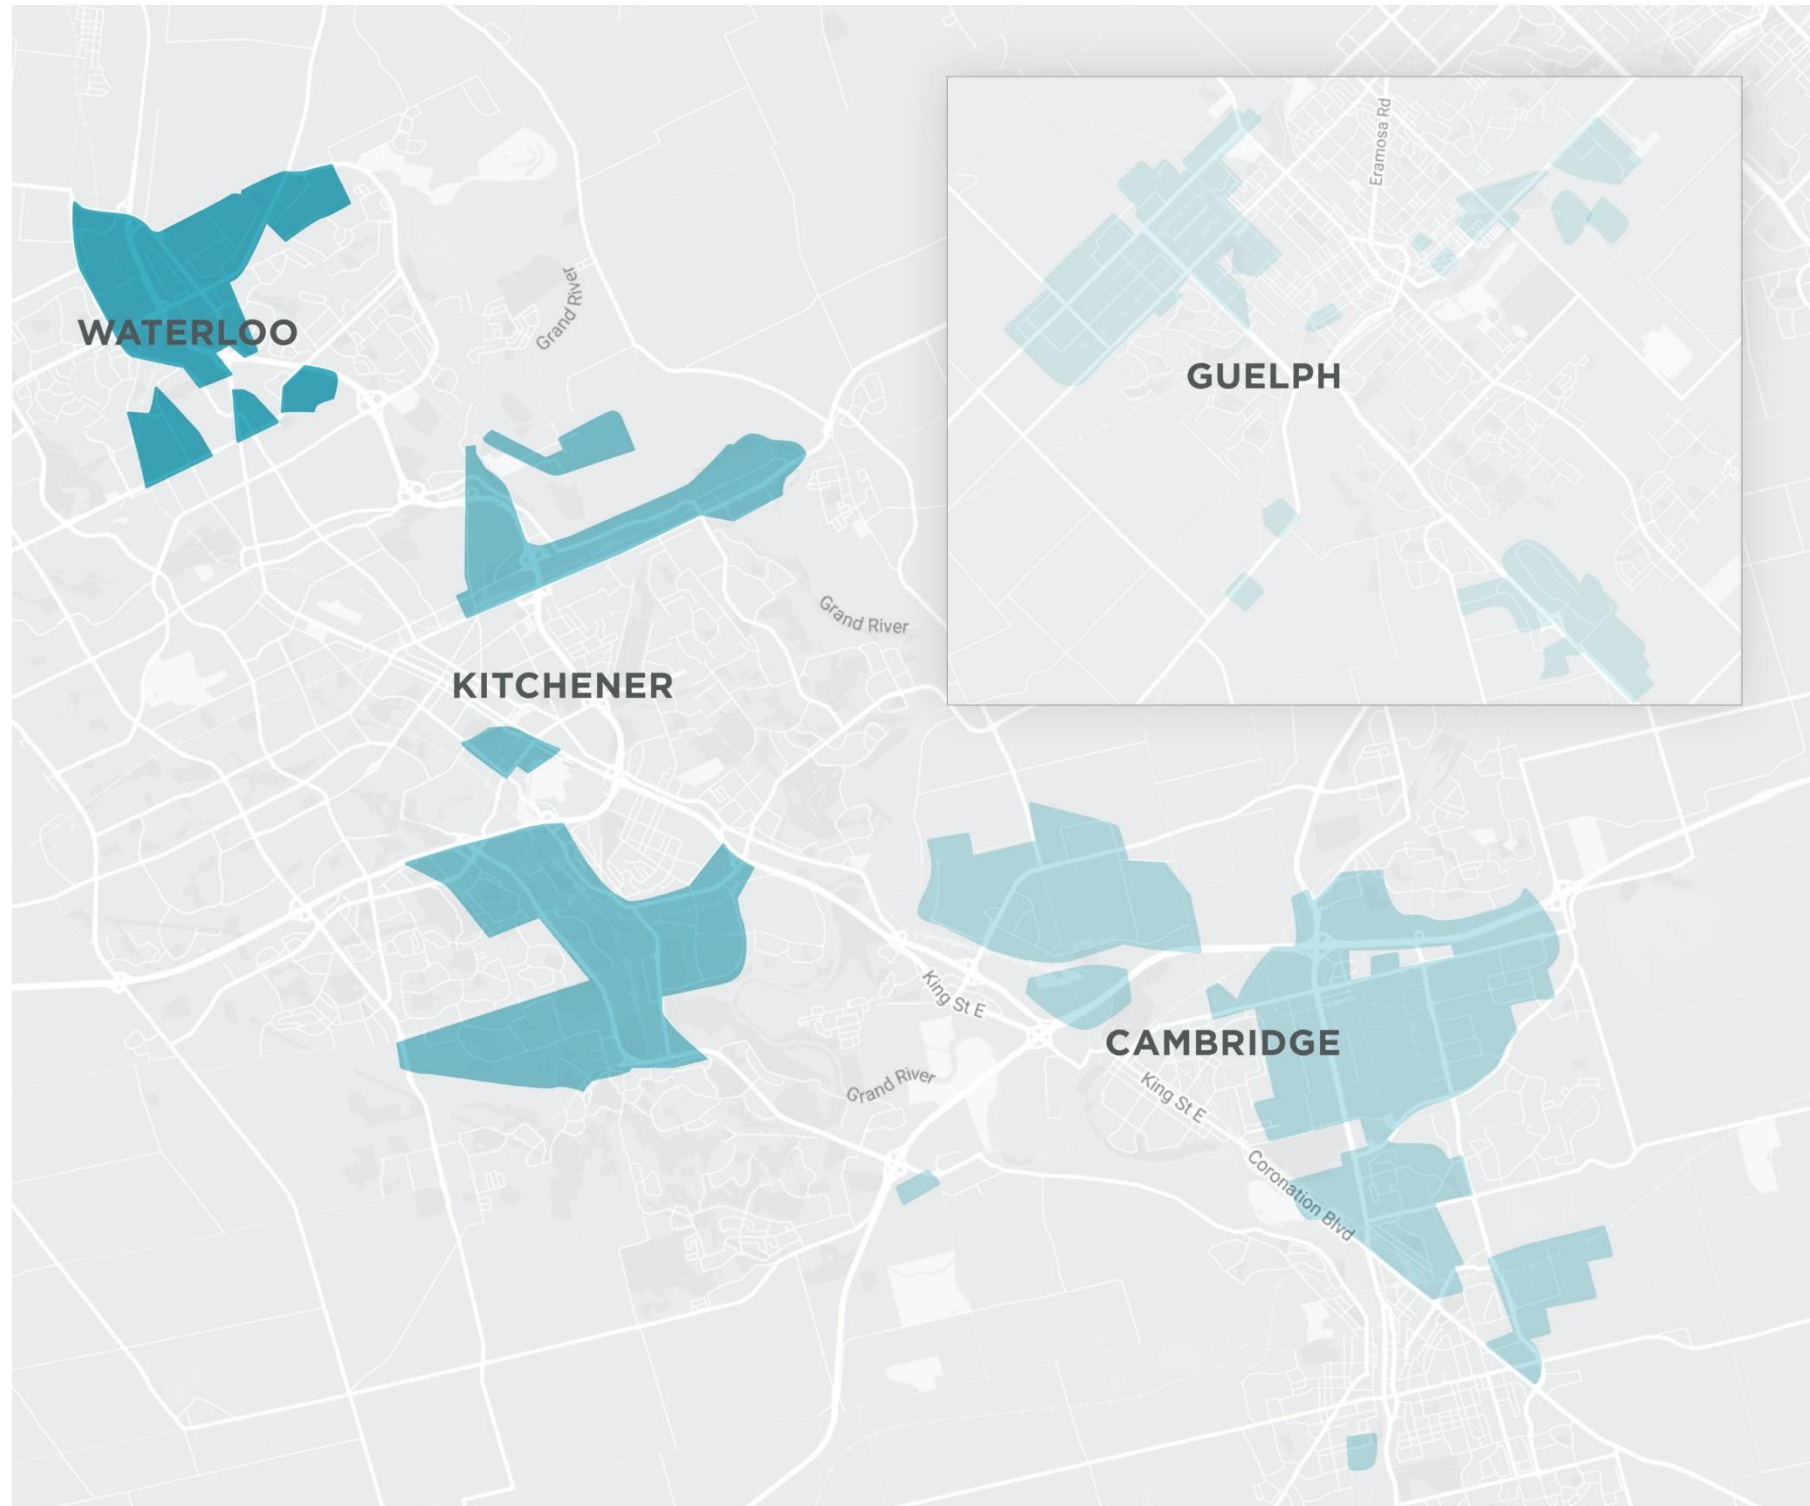 Eramosa Rd
WATERLOO
Grand River
GUELPH
Grand River
KITCHENER
King St E
CAMBRIDGE
Grand River
King St E
Coronation Blvd